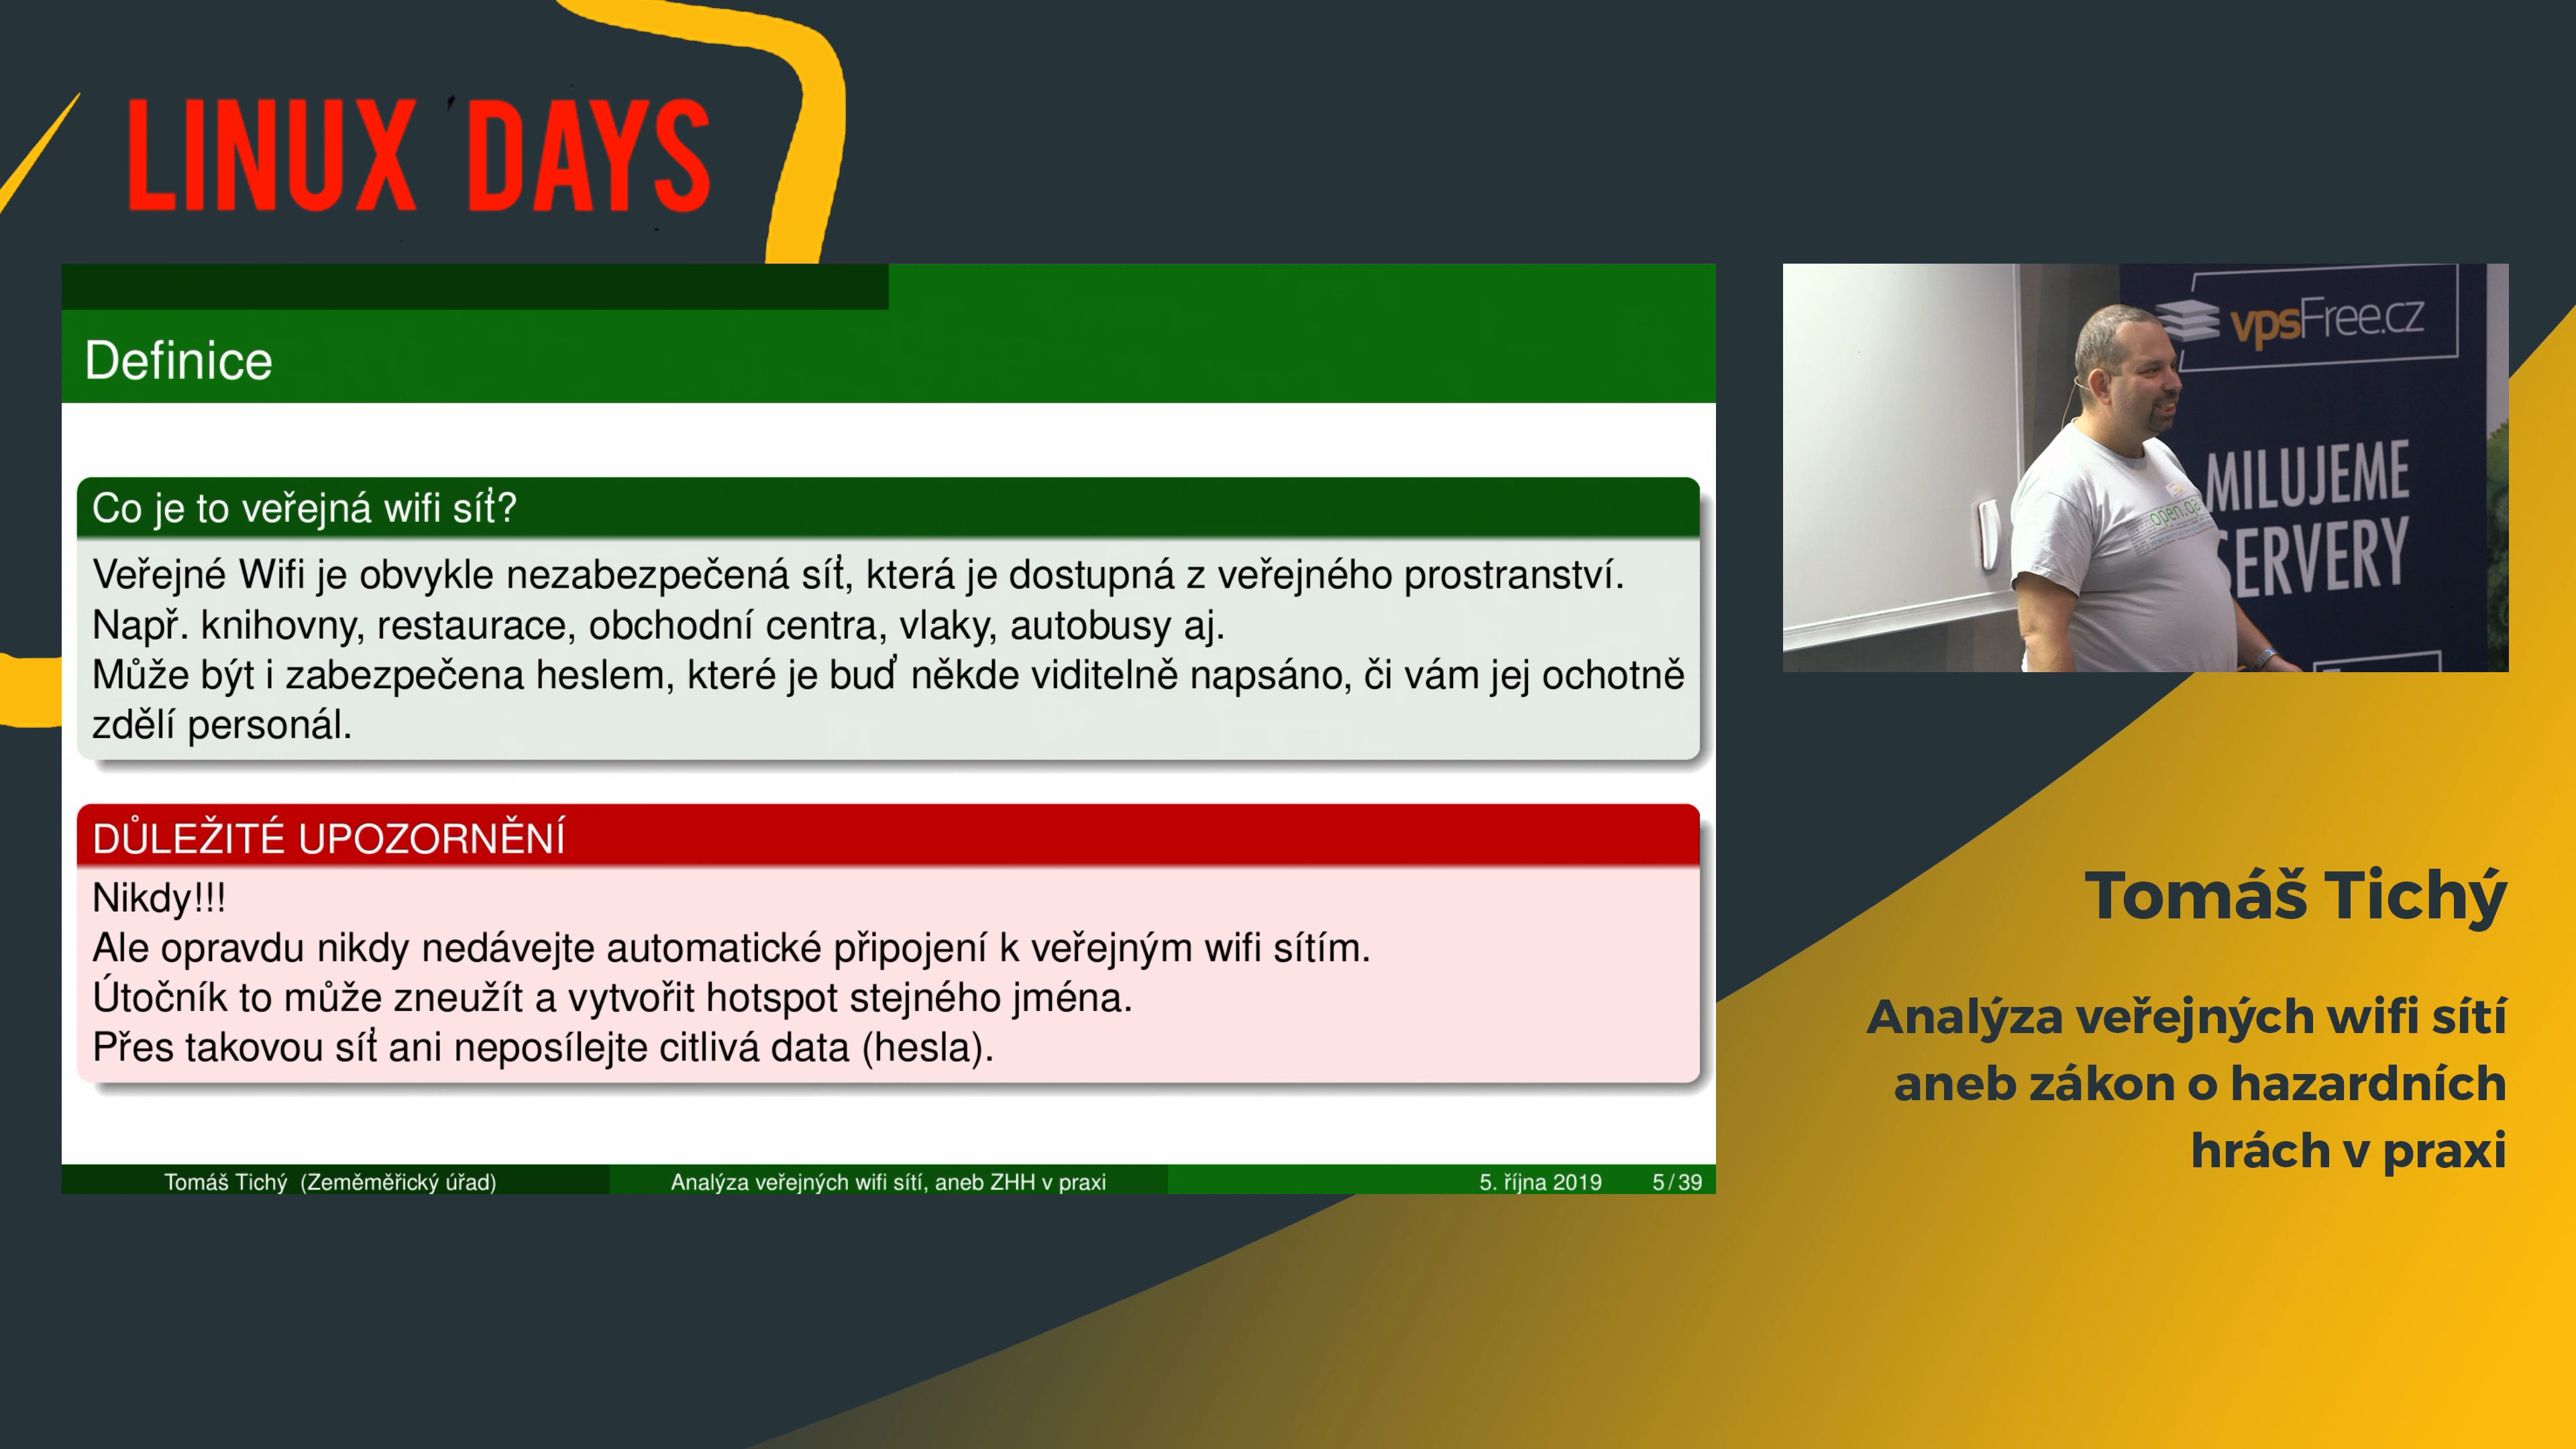 LINUX DAYS
Definice
Co je to veřejná wifi síť?
Veřejné Wifi je obvykle nezabezpečená síť, která je dostupná z veřejného prostranství.
Např. knihovny, restaurace, obchodní centra, vlaky, autobusy aj.
Může být i zabezpečena heslem, které je buď někde viditelně napsáno, či vám jej ochotně
zdělí personál.
DŮLEŽITÉ UPOZORNĚNÍ
Nikdy!!!
Ale opravdu nikdy nedávejte automatické připojení k veřejným wifi sítím.
Útočník to může zneužít a vytvořit hotspot stejného jména.
Přes takovou síť ani neposílejte citlivá data (hesla).
Tomáš Tichý (Zeměměřický úřad)
Analýza veřejných wifi sítí, aneb ZHH v praxi
5. října 2019
5 / 39
vpsFree.cz
MILUJEME
SERVERY
open.qa
Tomáš Tichý
Analýza veřejných wifi sítí
aneb zákon o hazardních
hrách v praxi